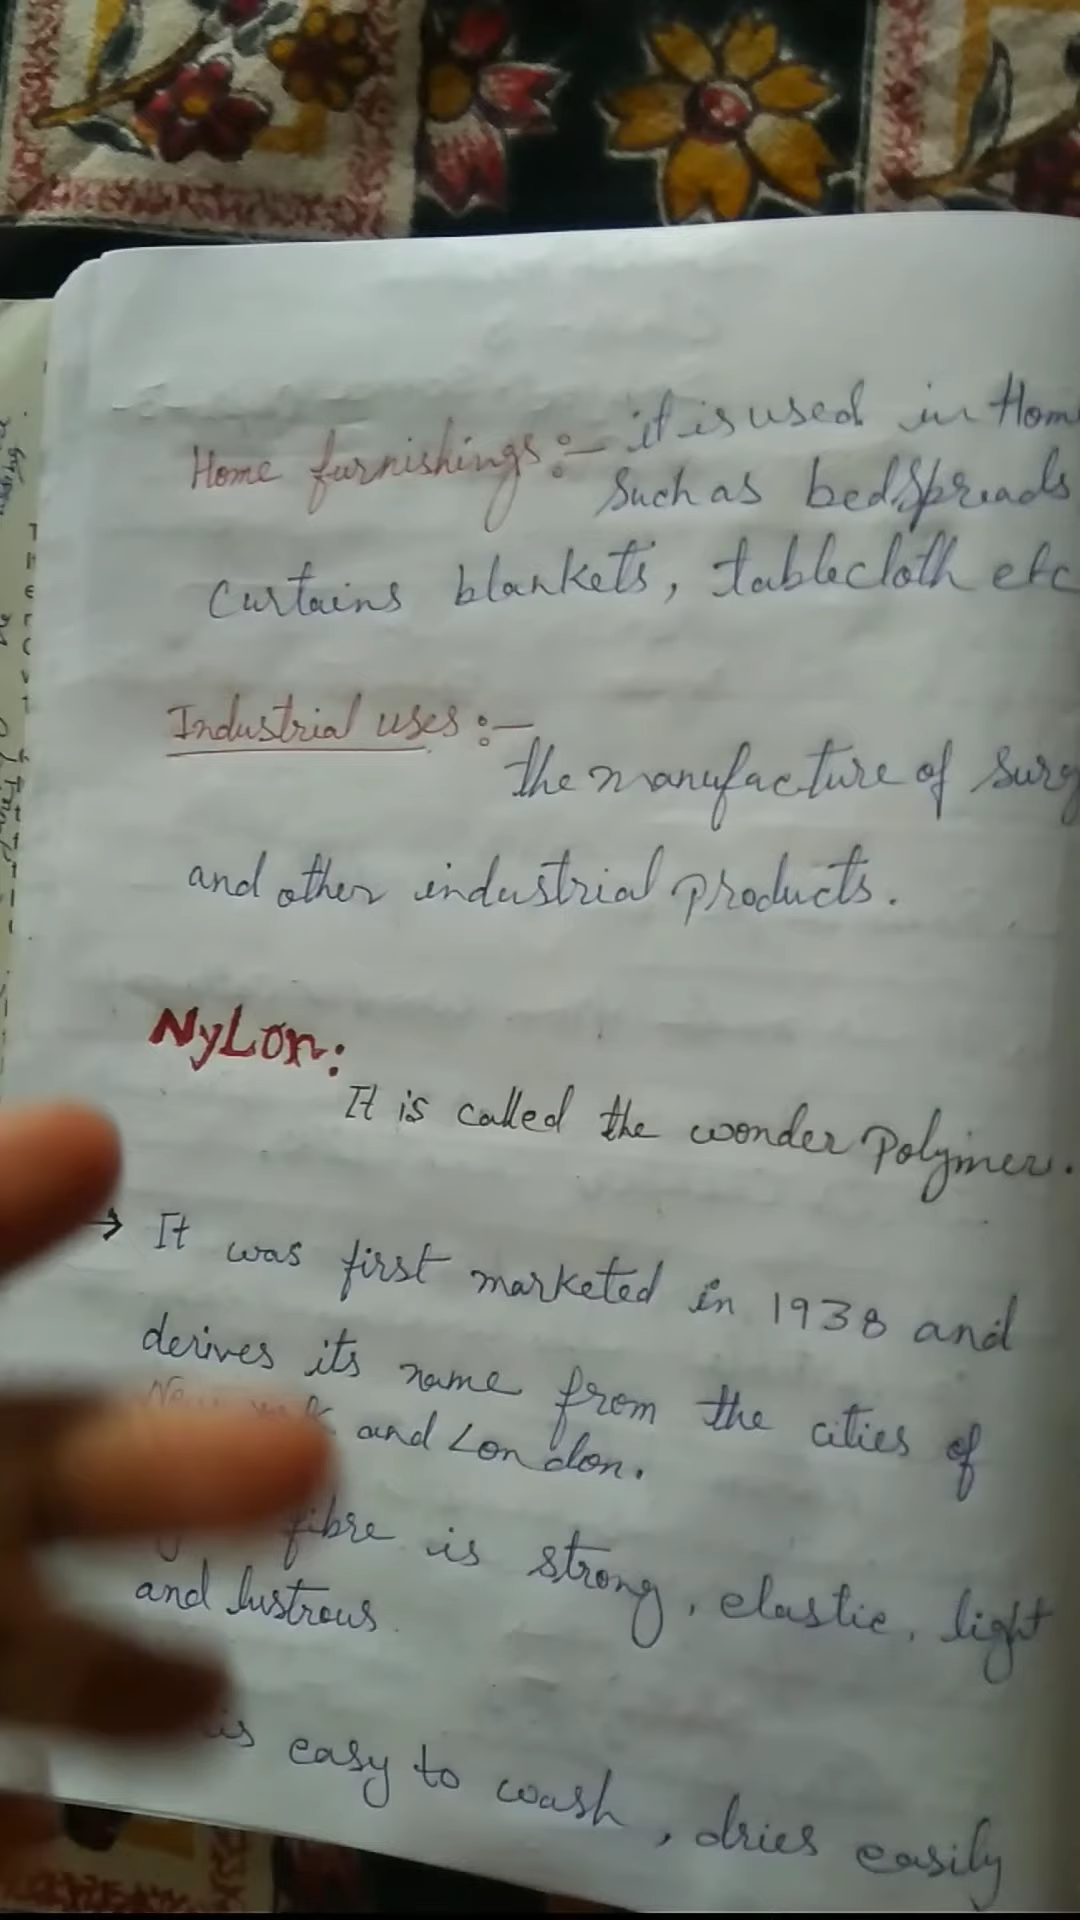 Home furnishings:- it is used in Hom
Such as bedspreads
Curtains blankets, tablecloth etc
Industrial uses:-
the manufacture of Surg
and other industrial products.
NyLon:
It is called the wonder Polymer.
→ It was first marketed in 1938 and
derives its name from the cities of
and London.
fibre is strong, elastic, light
and lustrous.
is easy to wash, dries easily